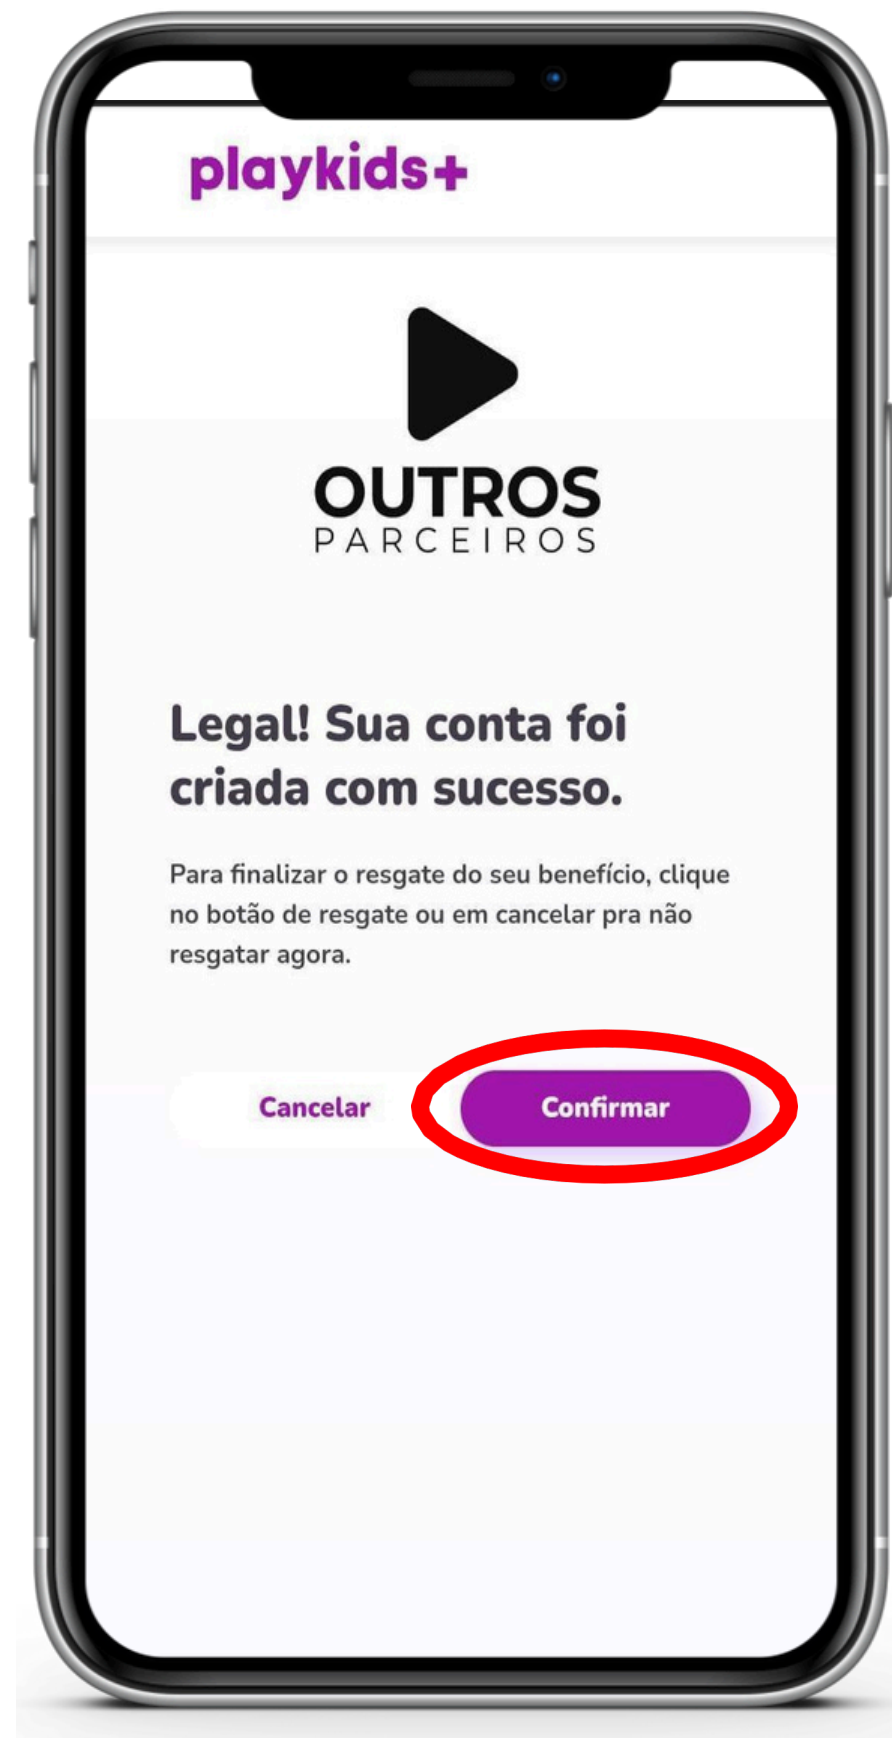 playkids+
OUTROS
PARCEIROS
Legal! Sua conta foi
criada com sucesso.
Para finalizar o resgate do seu benefício, clique
no botão de resgate ou em cancelar pra não
resgatar agora.
Cancelar
Confirmar